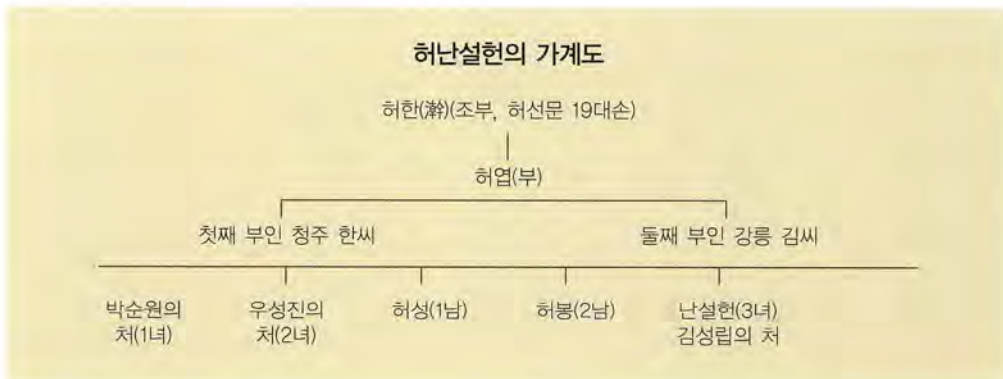 허난설헌의 가계도
허한(澣)(조부, 허선문 19대손)
허엽(부)
첫째 부인 청주 한씨 둘째 부인 강릉 김씨
박순원의 우성진의 허성(1남) 허봉(2남) 난설헌(3녀)
처(1녀) 처(2녀) 김성립의 처